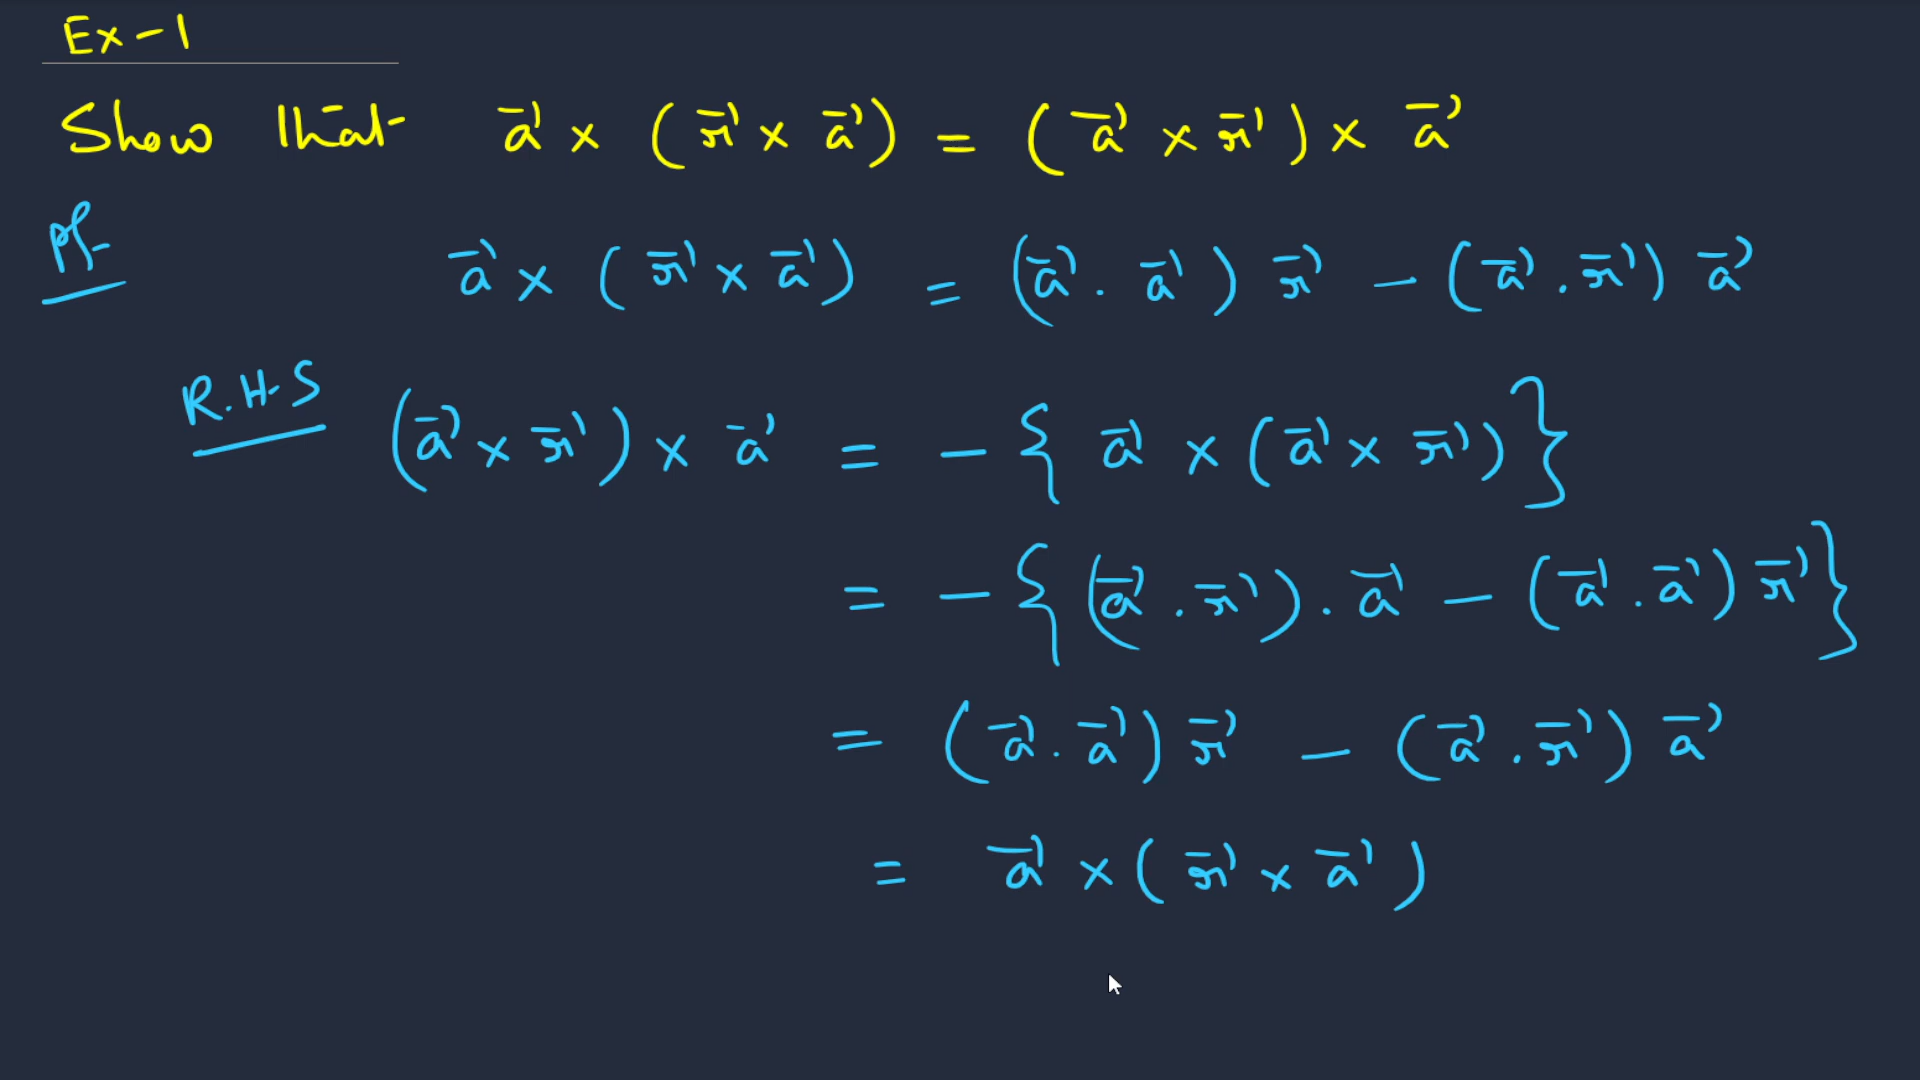 Ex-1
Show that a⃗ × (r⃗ × a⃗) = (a⃗ × r⃗) × a⃗
Pf- a⃗ × (r⃗ × a⃗) = (a⃗ . a⃗) r⃗ - (a⃗ . r⃗) a⃗
R.H.S (a⃗ × r⃗) × a⃗ = - { a⃗ × (a⃗ × r⃗) }
= - { (a⃗ . r⃗) . a⃗ - (a⃗ . a⃗) r⃗ }
= (a⃗ . a⃗) r⃗ - (a⃗ . r⃗) a⃗
= a⃗ × (r⃗ × a⃗)